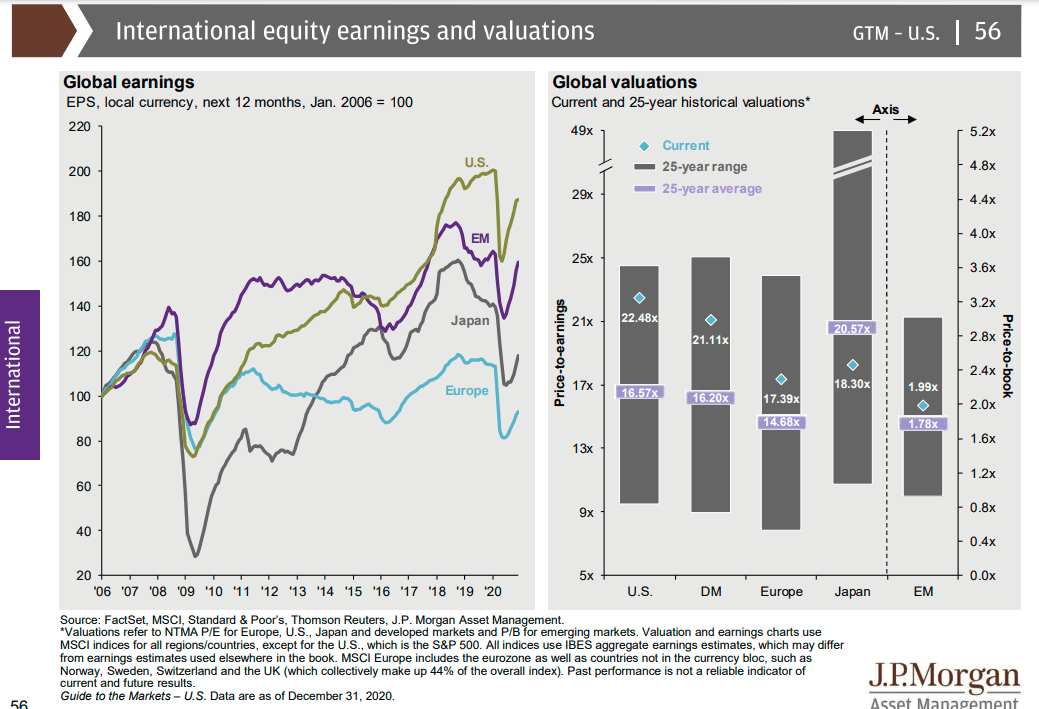 International equity earnings and valuations
GTM – U.S. | 56
International
Global earnings
EPS, local currency, next 12 months, Jan. 2006 = 100
220
200
180
160
140
120
100
80
60
40
20
U.S.
EM
Japan
Europe
'06 '07 '08 '09 '10 '11 '12 '13 '14 '15 '16 '17 '18 '19 '20
Global valuations
Current and 25-year historical valuations*
Axis
Current
25-year range
25-year average
Price-to-earnings
49x
29x
25x
21x
17x
13x
9x
5x
22.48x
16.57x
21.11x
16.20x
17.39x
14.68x
20.57x
18.30x
1.99x
1.78x
5.2x
4.8x
4.4x
4.0x
3.6x
3.2x
2.8x
2.4x
2.0x
1.6x
1.2x
0.8x
0.4x
0.0x
Price-to-book
U.S. DM Europe Japan EM
Source: FactSet, MSCI, Standard & Poor's, Thomson Reuters, J.P. Morgan Asset Management.
*Valuations refer to NTMA P/E for Europe, U.S., Japan and developed markets and P/B for emerging markets. Valuation and earnings charts use
MSCI indices for all regions/countries, except for the U.S., which is the S&P 500. All indices use IBES aggregate earnings estimates, which may differ
from earnings estimates used elsewhere in the book. MSCI Europe includes the eurozone as well as countries not in the currency bloc, such as
Norway, Sweden, Switzerland and the UK (which collectively make up 44% of the overall index). Past performance is not a reliable indicator of
current and future results.
Guide to the Markets – U.S. Data are as of December 31, 2020.
56
J.P.Morgan
Asset Management